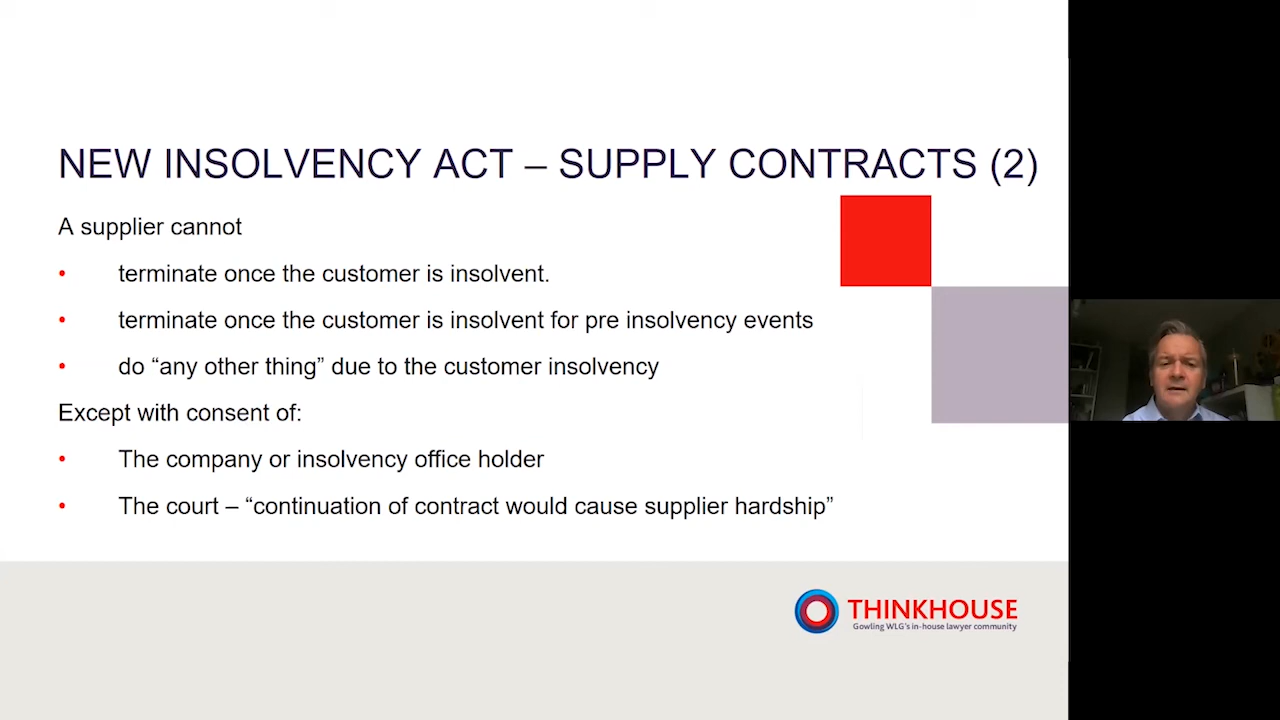 NEW INSOLVENCY ACT – SUPPLY CONTRACTS (2)
A supplier cannot
• terminate once the customer is insolvent.
• terminate once the customer is insolvent for pre insolvency events
• do “any other thing” due to the customer insolvency
Except with consent of:
• The company or insolvency office holder
• The court – “continuation of contract would cause supplier hardship”
THINKHOUSE
Gowling WLG's in-house lawyer community